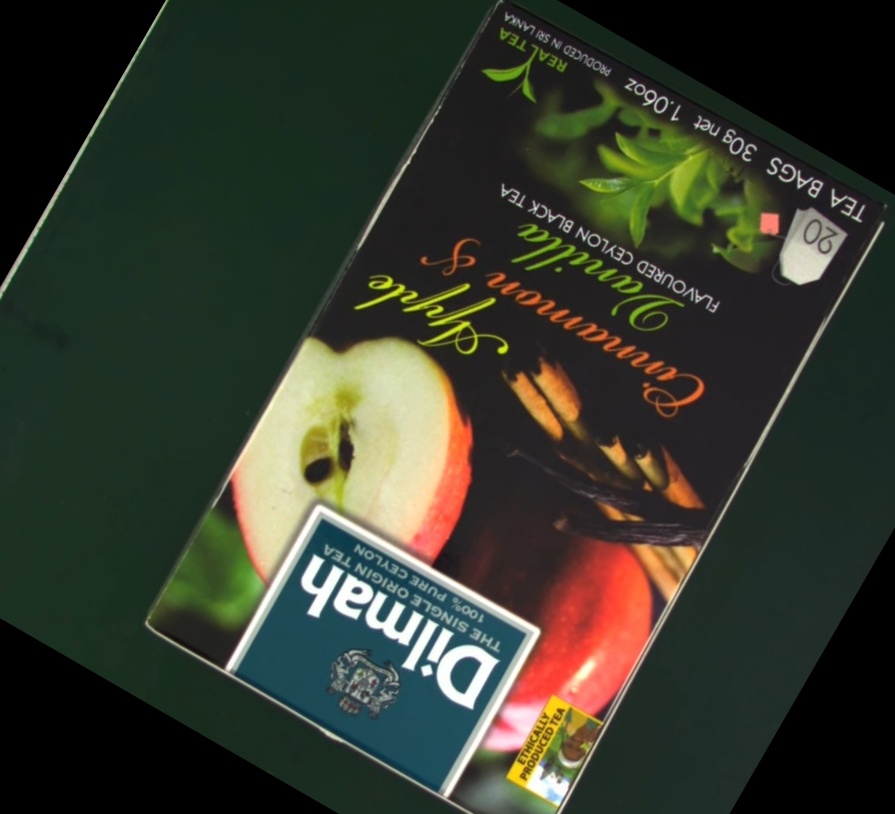 Dilmah
THE SINGLE ORIGIN TEA
100% PURE CEYLON
ETHICALLY
PRODUCED TEA
Apple
Cinnamon &
Vanilla
FLAVOURED CEYLON BLACK TEA
20
TEA BAGS 30g net 1.06oz
REAL TEA
PRODUCED IN SRI LANKA